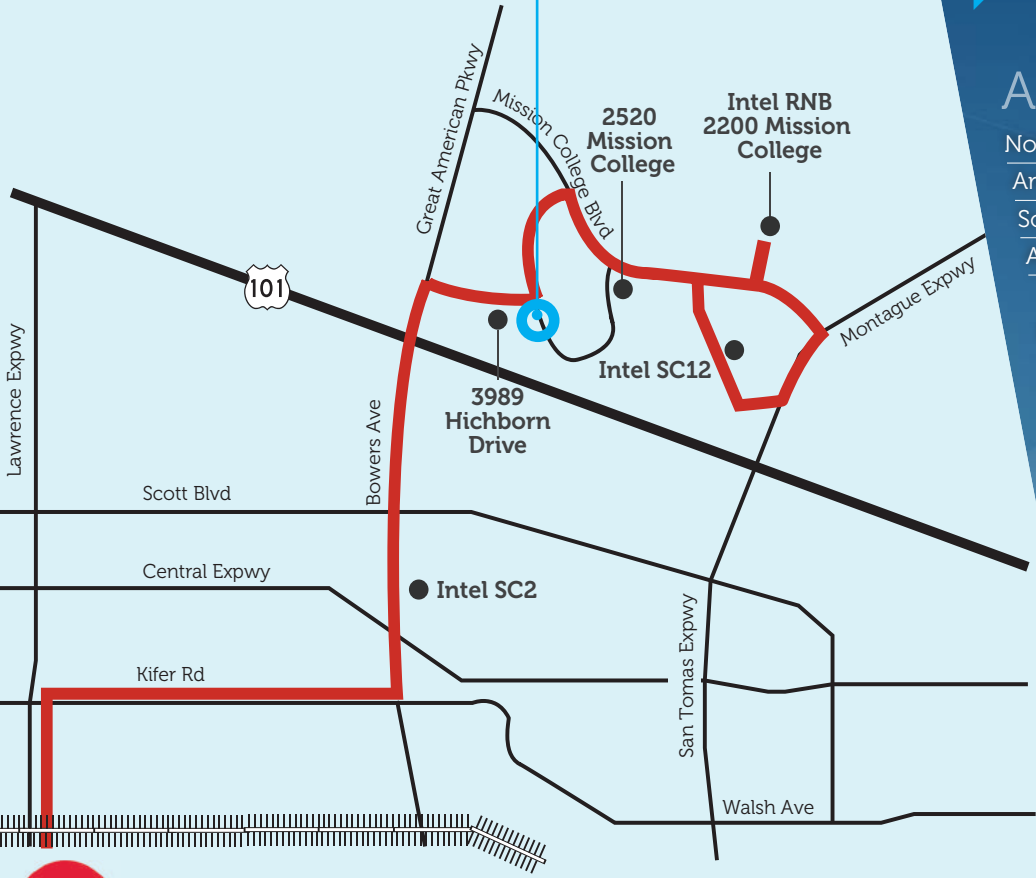 Great American Pkwy
Mission College Blvd
2520
Mission
College
Intel RNB
2200 Mission
College
A
No
Sc
A
101
Montague Expwy
Lawrence Expwy
3989
Hichborn
Drive
Intel SC12
Bowers Ave
Scott Blvd
Central Expwy
Intel SC2
Kifer Rd
San Tomas Expwy
Walsh Ave